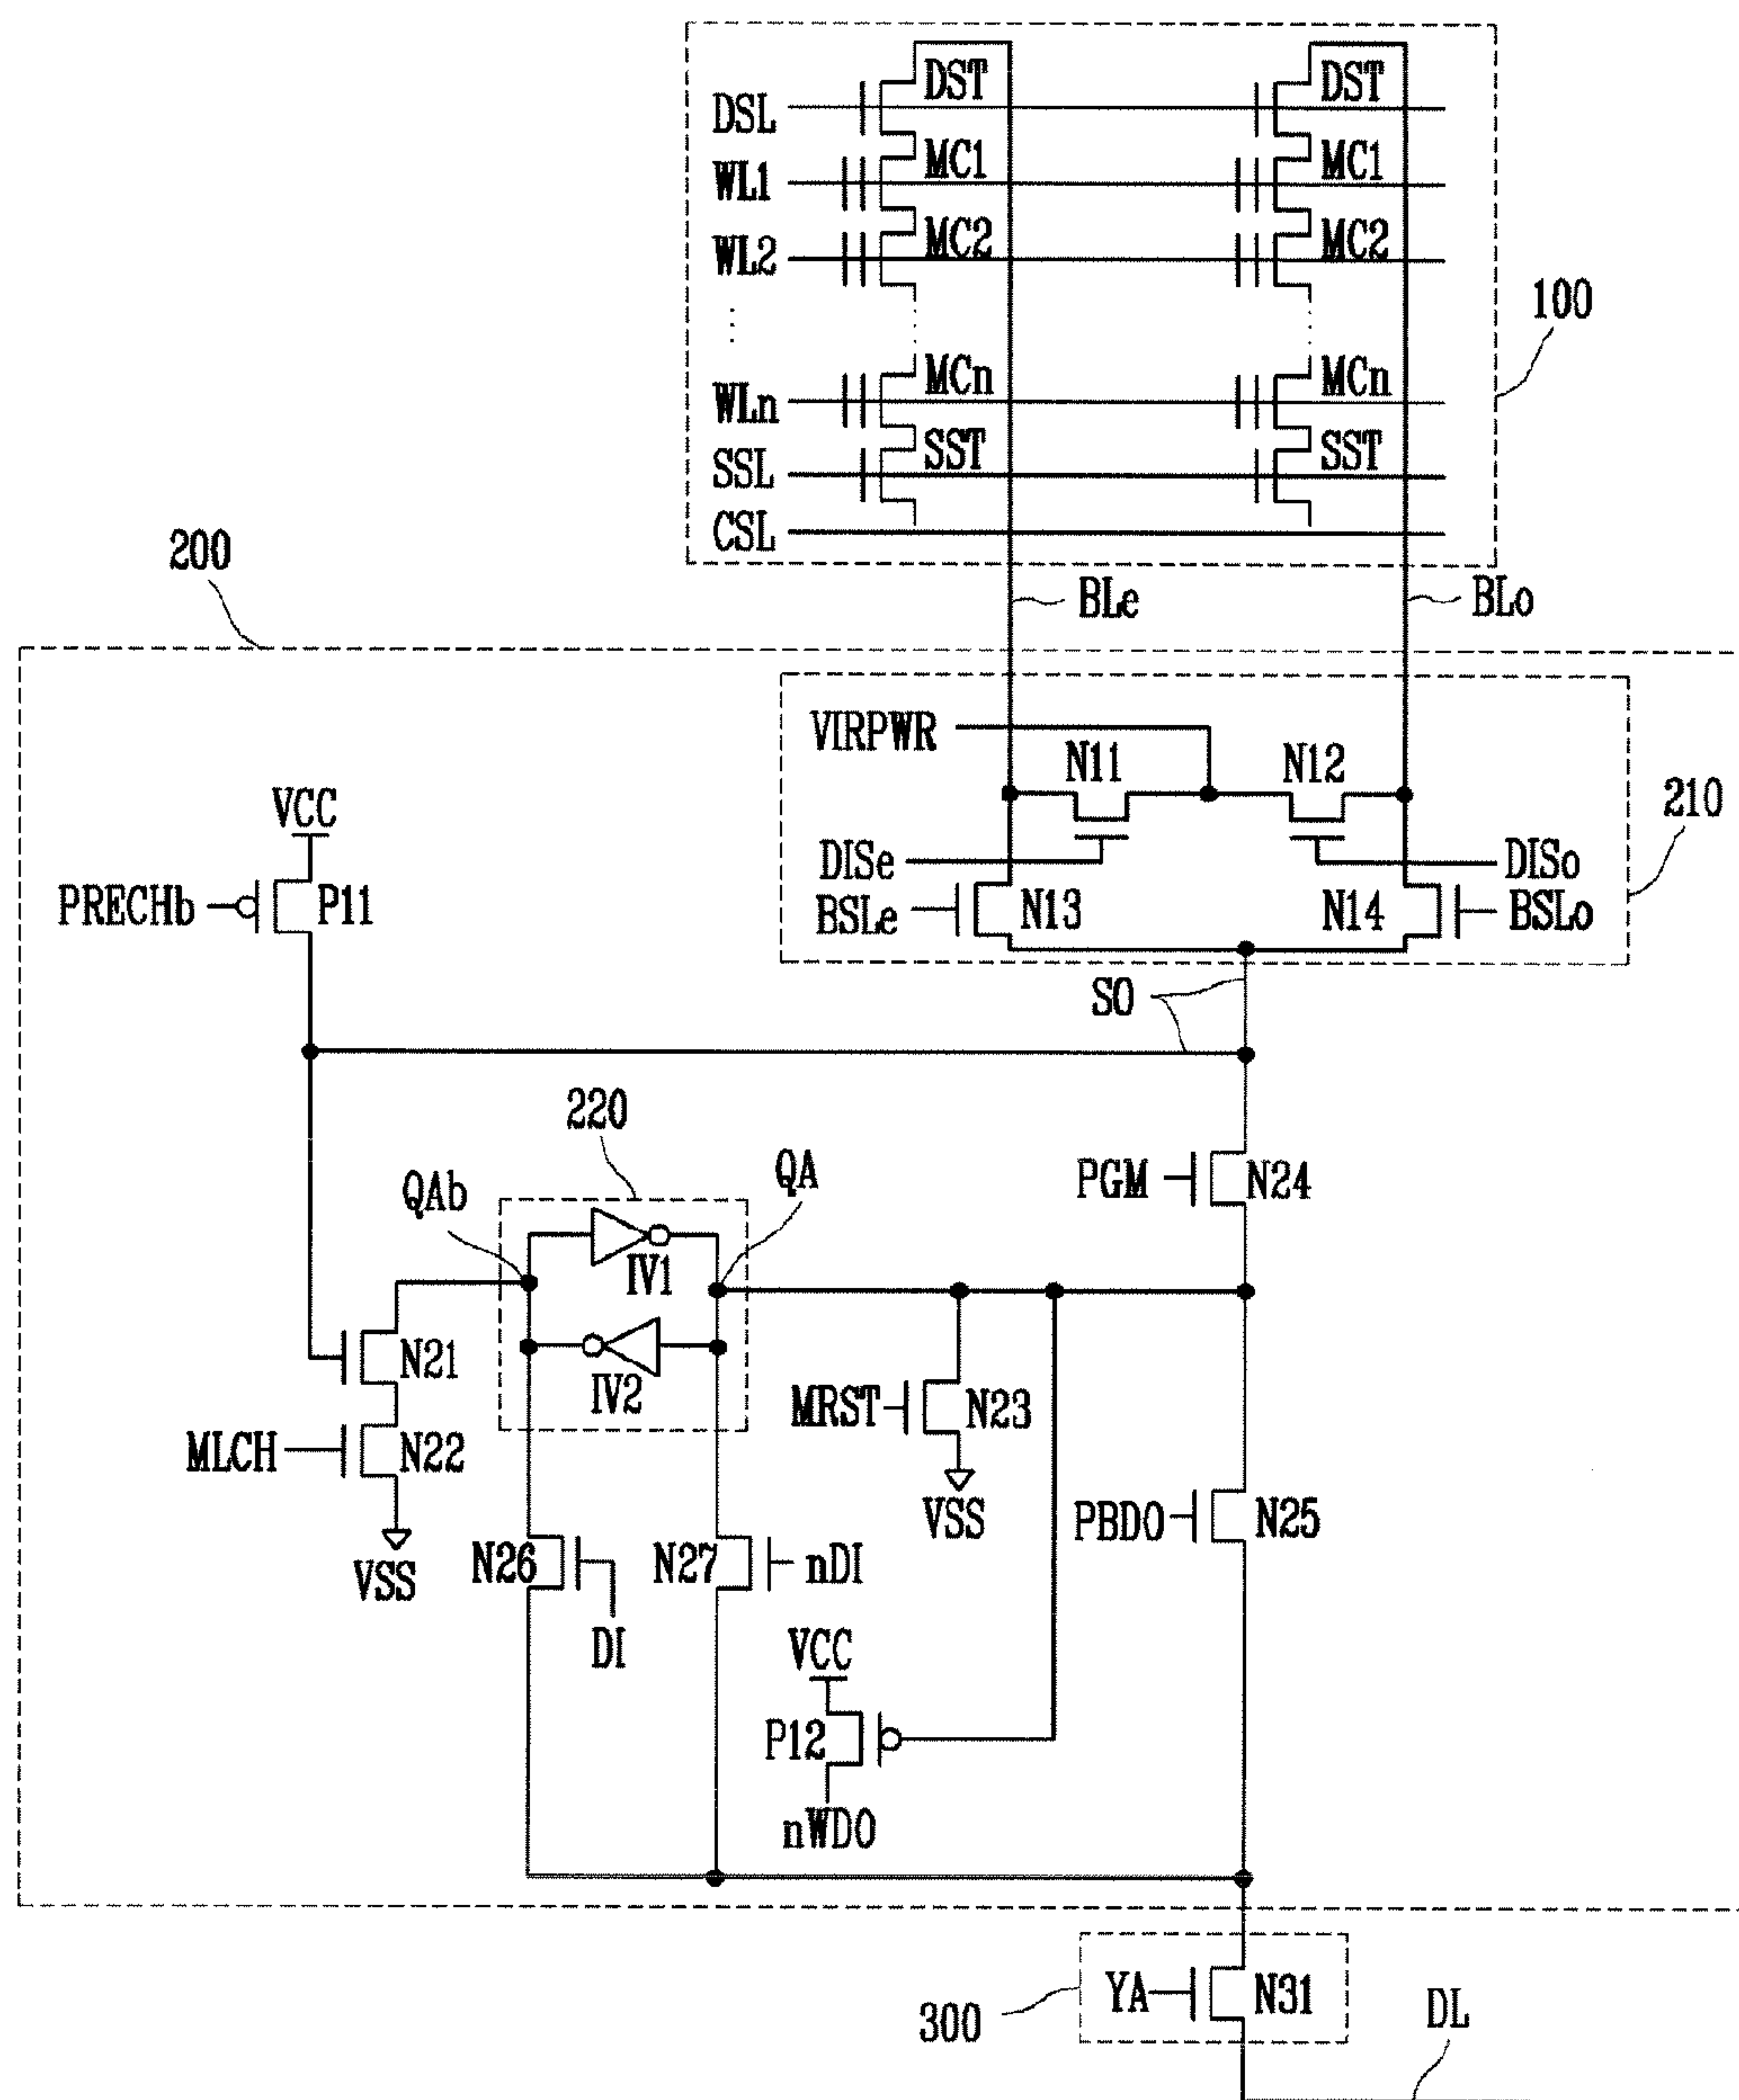 DST DST
DSL
MC1 MC1
WL1
MC2 MC2
WL2
100
MCn MCn
WLn
SST SST
SSL
CSL
200
BLe BLo
VIRPWR
N11 N12
210
VCC
DISe DISo
PRECHb P11
BSLe N13 N14 BSLo
SO
220
QAb QA
PGM N24
IV1
N21
IV2
MRST N23
MLCH N22
VSS
PBDO N25
VSS
N26 N27 nDI
DI
VCC
P12
nWDO
YA N31
300
DL